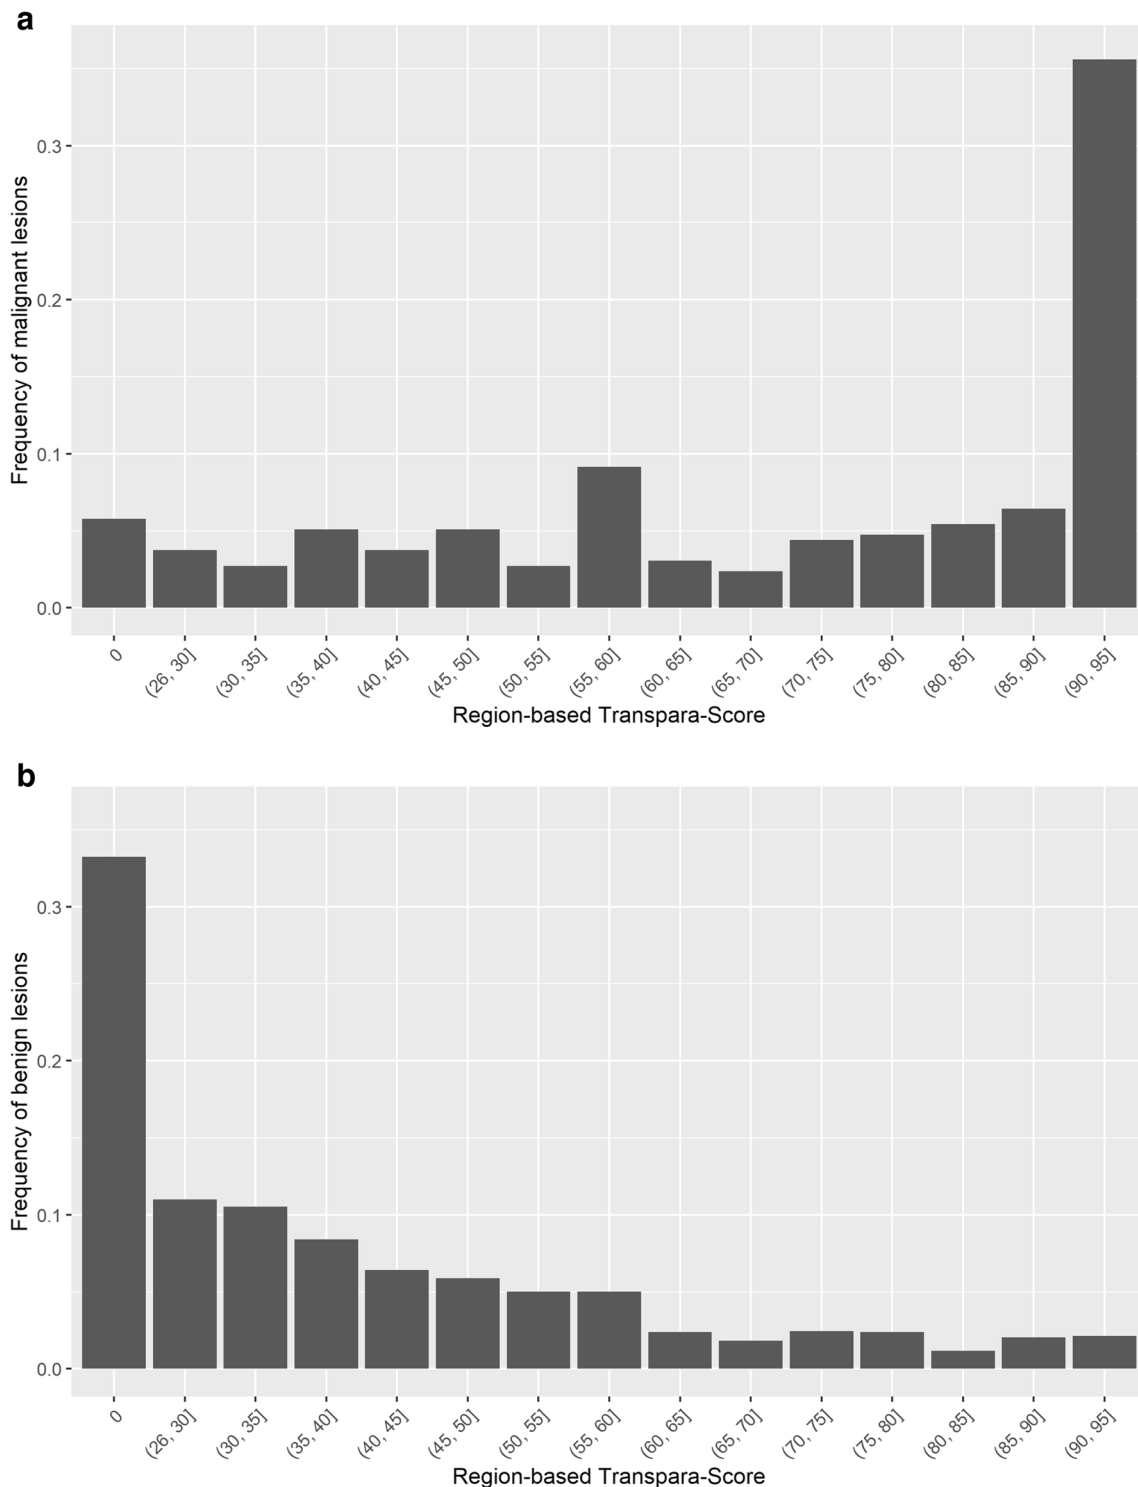 a
Frequency of malignant lesions
0.3
0.2
0.1
0.0
0 (26, 30] (30, 35] (35, 40] (40, 45] (45, 50] (50, 55] (55, 60] (60, 65] (65, 70] (70, 75] (75, 80] (80, 85] (85, 90] (90, 95]
Region-based Transpara-Score
b
Frequency of benign lesions
0.3
0.2
0.1
0.0
0 (26, 30] (30, 35] (35, 40] (40, 45] (45, 50] (50, 55] (55, 60] (60, 65] (65, 70] (70, 75] (75, 80] (80, 85] (85, 90] (90, 95]
Region-based Transpara-Score